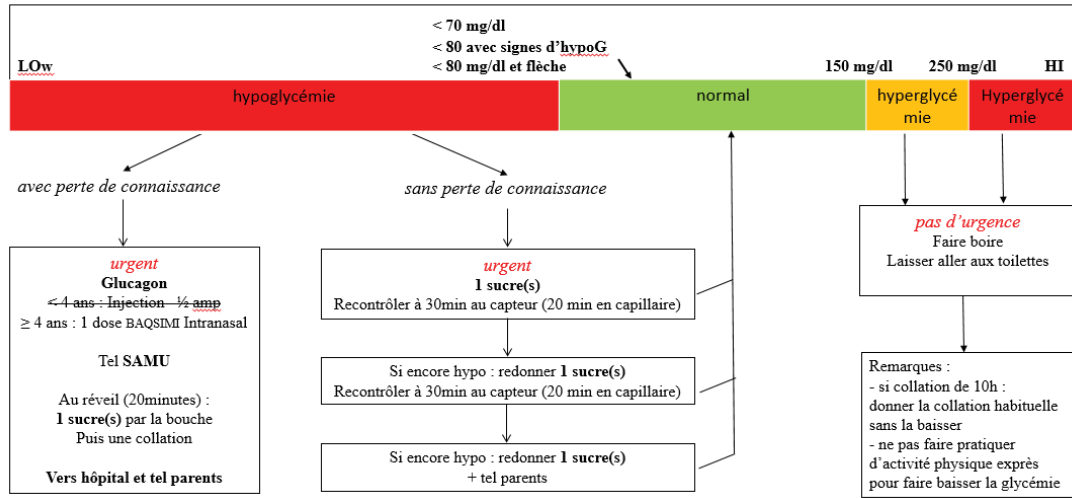 < 70 mg/dl
< 80 avec signes d’hypoG
LOw
< 80 mg/dl et flèche
150 mg/dl
250 mg/dl
HI
hypoglycémie
normal
hyperglycé
mie
Hyperglycé
mie
avec perte de connaissance
sans perte de connaissance
urgent
Glucagon
< 4 ans : Injection ½ amp
≥ 4 ans : 1 dose BAQSIMI Intranasal
Tel SAMU
Au réveil (20minutes) :
1 sucre(s) par la bouche
Puis une collation
Vers hôpital et tel parents
urgent
1 sucre(s)
Recontrôler à 30min au capteur (20 min en capillaire)
Si encore hypo : redonner 1 sucre(s)
Recontrôler à 30min au capteur (20 min en capillaire)
Si encore hypo : redonner 1 sucre(s)
+ tel parents
pas d’urgence
Faire boire
Laisser aller aux toilettes
Remarques :
- si collation de 10h :
donner la collation habituelle
sans la baisser
- ne pas faire pratiquer
d’activité physique exprès
pour faire baisser la glycémie